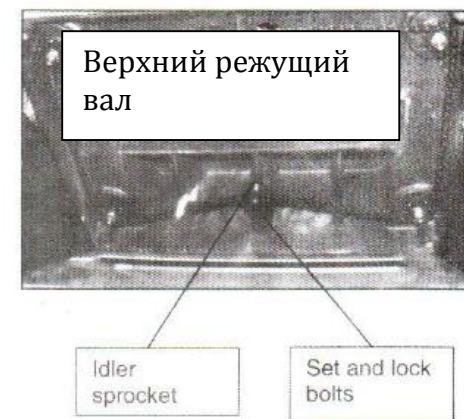 Верхний режущий
вал
Idler
sprocket
Set and lock
bolts